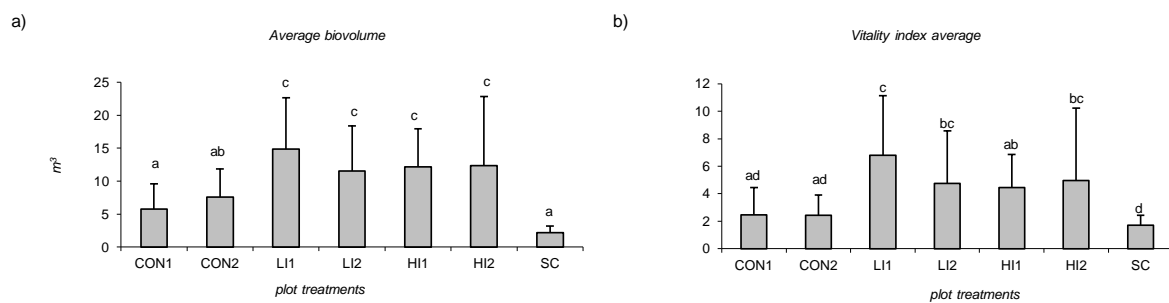 a)
Average biovolume
m³
25
20
15
10
5
0
a
ab
c
c
c
c
a
CON1 CON2 LI1 LI2 HI1 HI2 SC
plot treatments
b)
Vitality index average
12
10
8
6
4
2
0
ad
ad
c
bc
ab
bc
d
CON1 CON2 LI1 LI2 HI1 HI2 SC
plot treatments